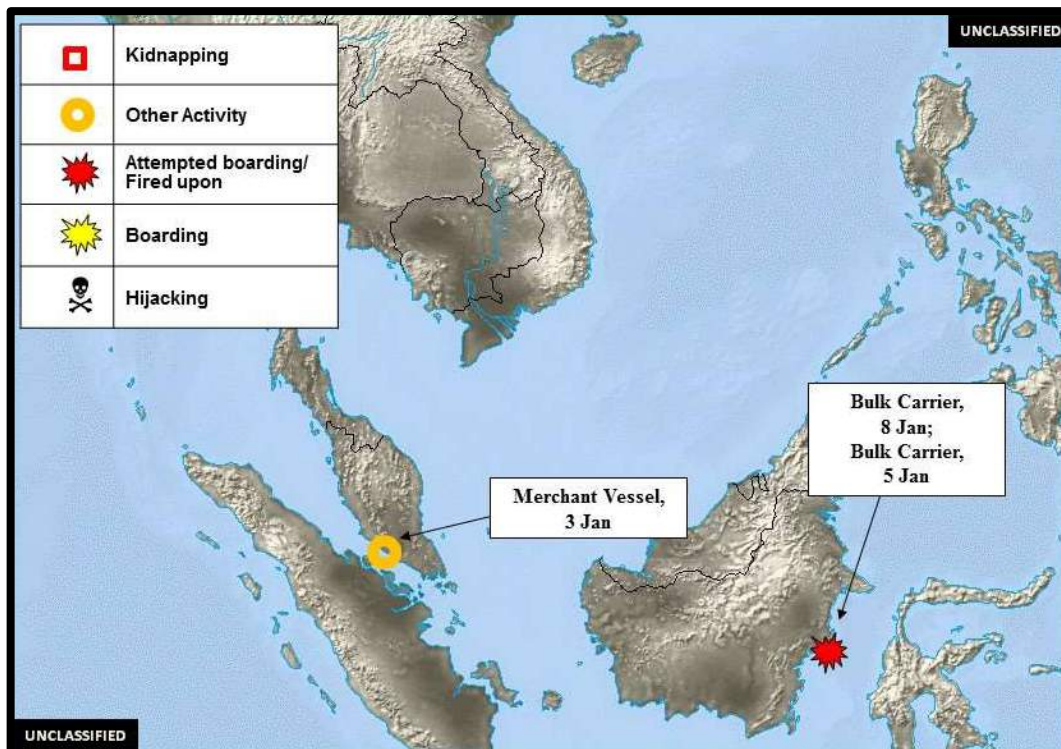 UNCLASSIFIED
Kidnapping
Other Activity
Attempted boarding/
Fired upon
Boarding
Hijacking
Bulk Carrier,
8 Jan;
Bulk Carrier,
5 Jan
Merchant Vessel,
3 Jan
UNCLASSIFIED